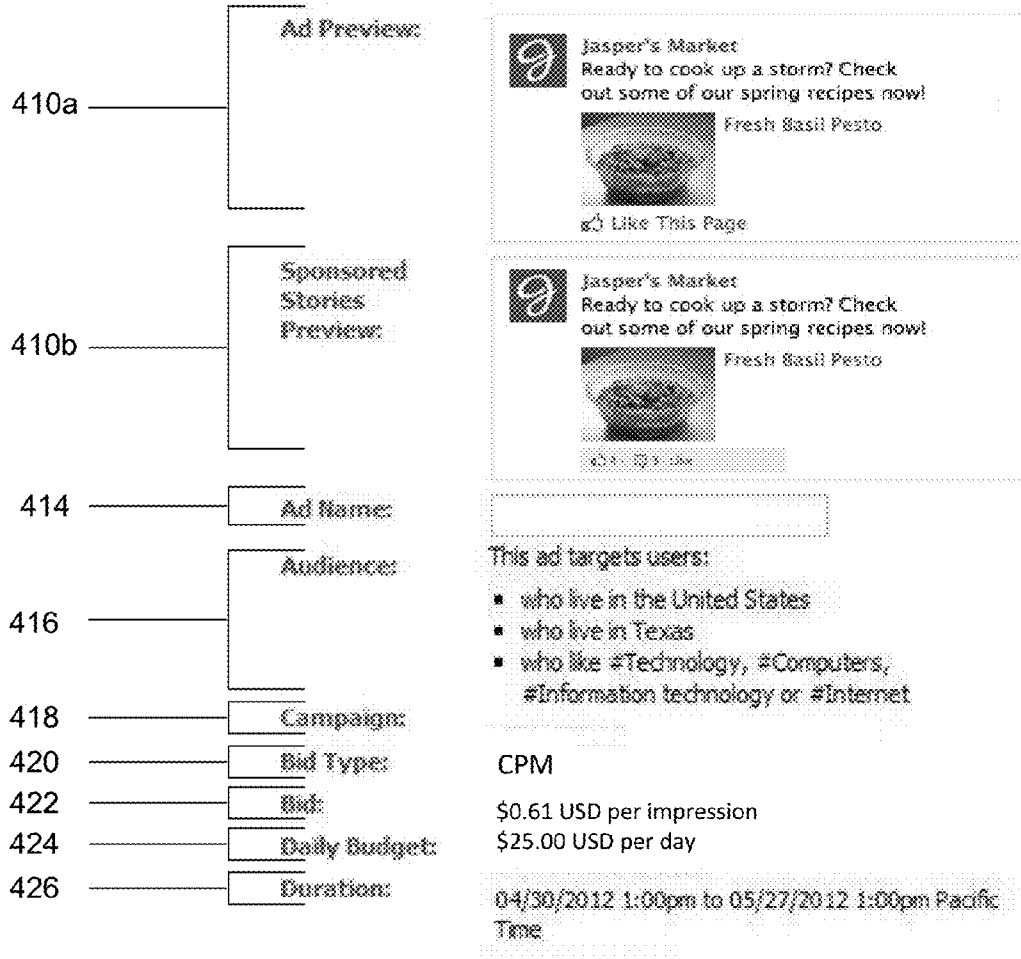 410a
Ad Preview:
Jasper's Market
Ready to cook up a storm? Check
out some of our spring recipes now!
Fresh Basil Pesto
Like This Page
410b
Sponsored
Stories
Preview:
Jasper's Market
Ready to cook up a storm? Check
out some of our spring recipes now!
Fresh Basil Pesto
414
Ad Name:
416
Audience:
This ad targets users:
who live in the United States
who live in Texas
who like #Technology, #Computers,
#Information technology or #Internet
418
Campaign:
420
Bid Type:
CPM
422
Bid:
$0.61 USD per impression
424
Daily Budget:
$25.00 USD per day
426
Duration:
04/30/2012 1:00pm to 05/27/2012 1:00pm Pacific
Time